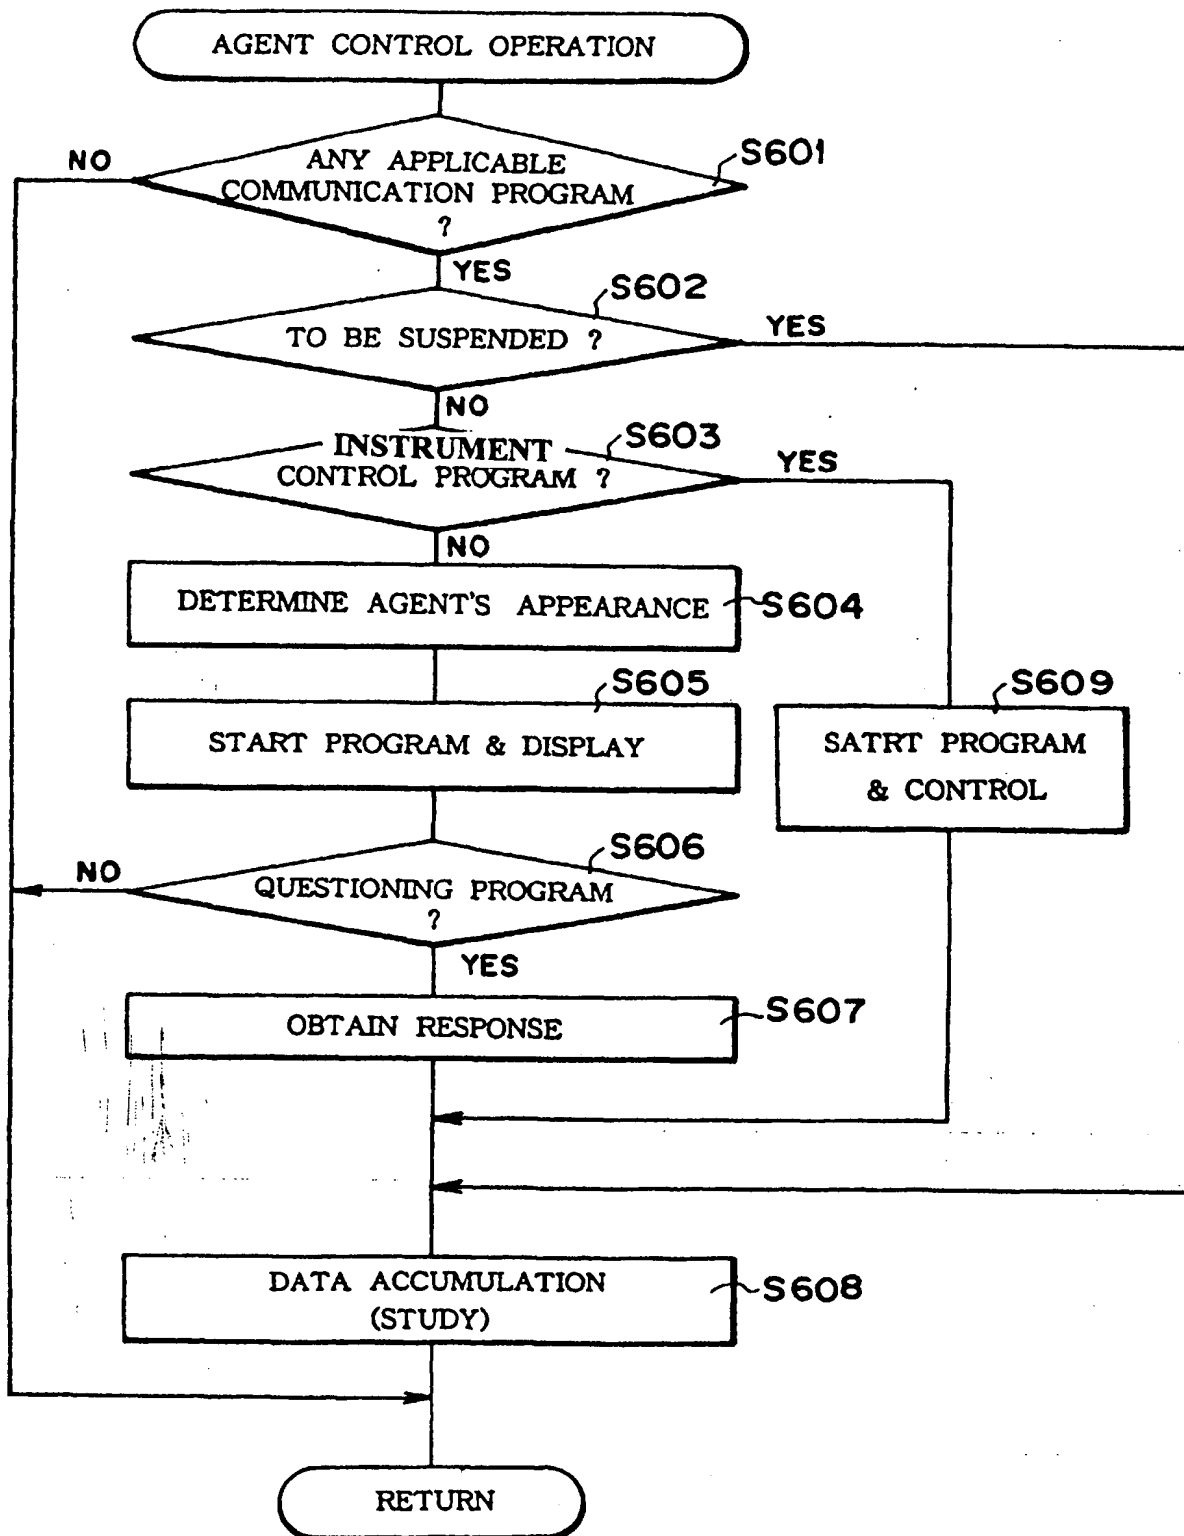 AGENT CONTROL OPERATION
NO
ANY APPLICABLE
COMMUNICATION PROGRAM
?
S601
YES
S602
TO BE SUSPENDED ?
YES
NO
INSTRUMENT
CONTROL PROGRAM ?
S603
YES
NO
DETERMINE AGENT'S APPEARANCE
S604
S605
START PROGRAM & DISPLAY
S609
SATRT PROGRAM
& CONTROL
S606
NO
QUESTIONING PROGRAM
?
YES
OBTAIN RESPONSE
S607
DATA ACCUMULATION
(STUDY)
S608
RETURN